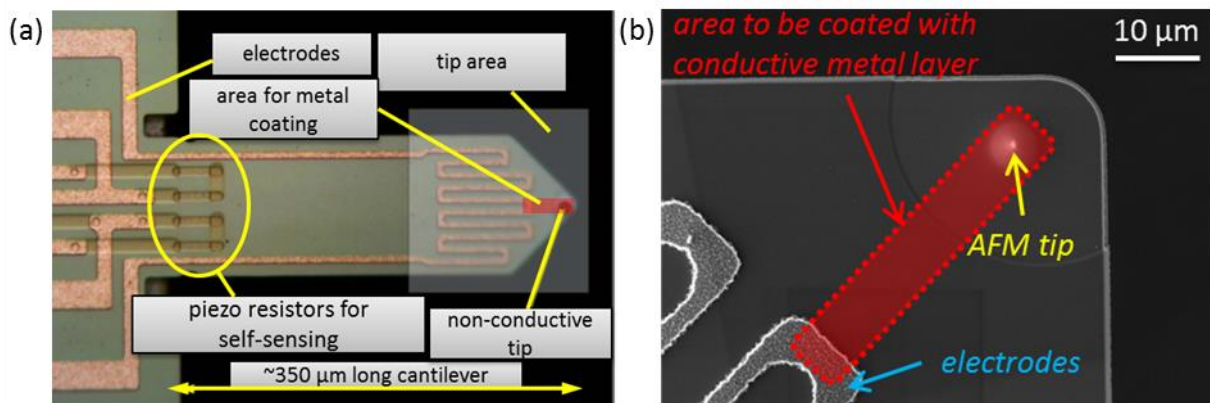 (a)
electrodes
tip area
area for metal
coating
piezo resistors for
self-sensing
non-conductive
tip
~350 µm long cantilever
(b)
area to be coated with
conductive metal layer
10 µm
AFM tip
electrodes